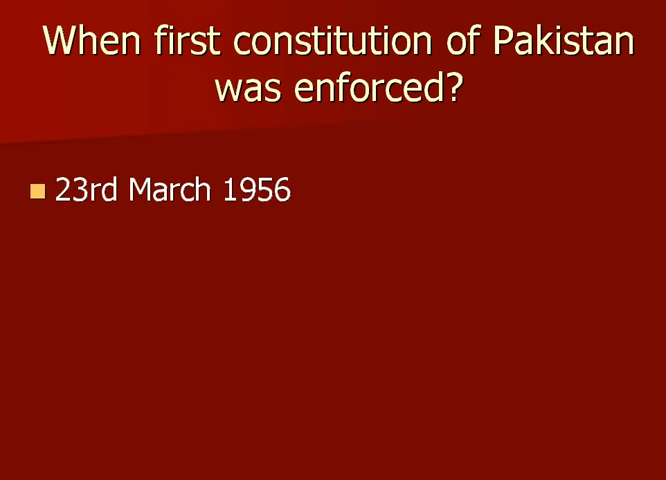 When first constitution of Pakistan
was enforced?
23rd March 1956